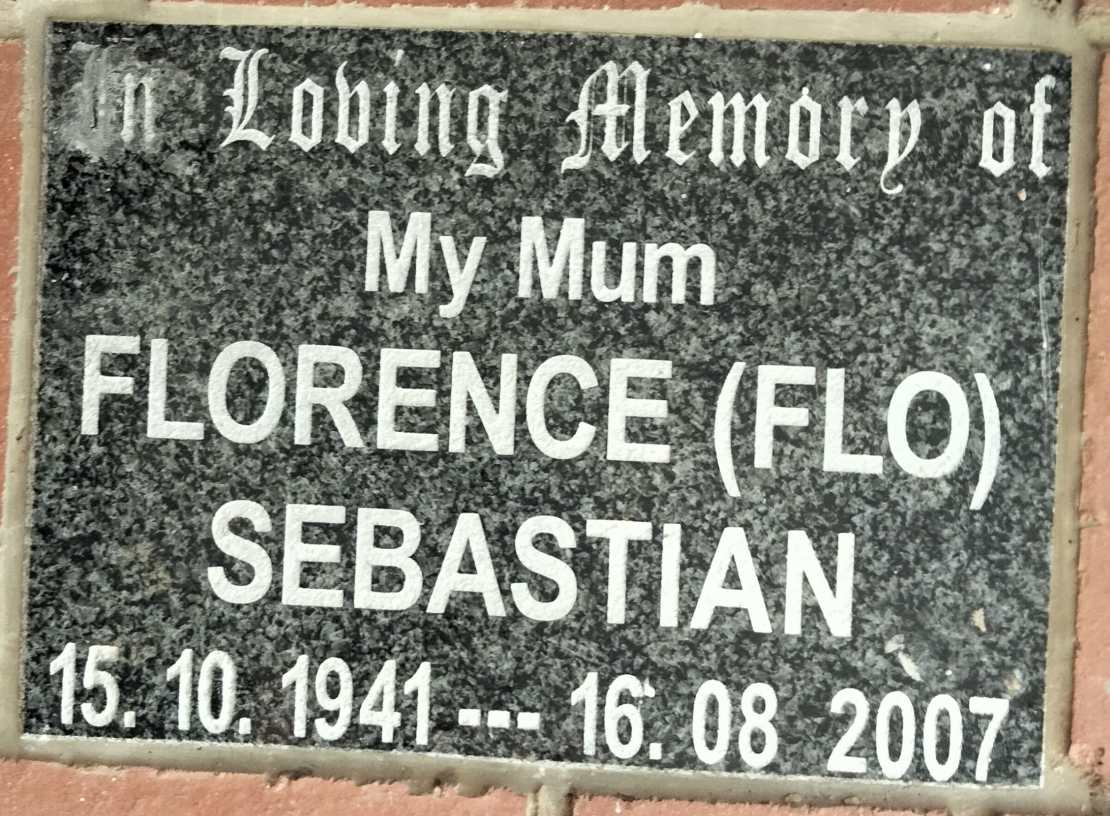 In Loving Memory of
My Mum
FLORENCE (FLO)
SEBASTIAN
15. 10. 1941 --- 16. 08 2007